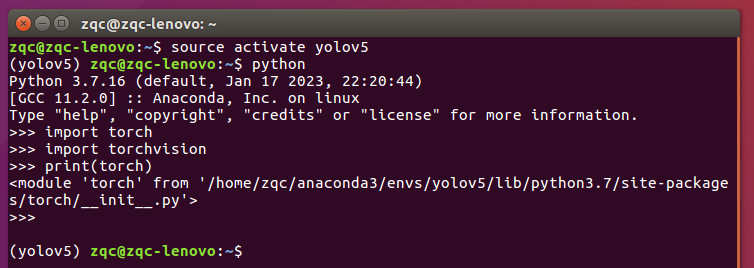 zqc@zqc-lenovo: ~
zqc@zqc-lenovo:~$ source activate yolov5
(yolov5) zqc@zqc-lenovo:~$ python
Python 3.7.16 (default, Jan 17 2023, 22:20:44)
[GCC 11.2.0] :: Anaconda, Inc. on linux
Type "help", "copyright", "credits" or "license" for more information.
>>> import torch
>>> import torchvision
>>> print(torch)
<module 'torch' from '/home/zqc/anaconda3/envs/yolov5/lib/python3.7/site-package
s/torch/__init__.py'>
>>>
(yolov5) zqc@zqc-lenovo:~$